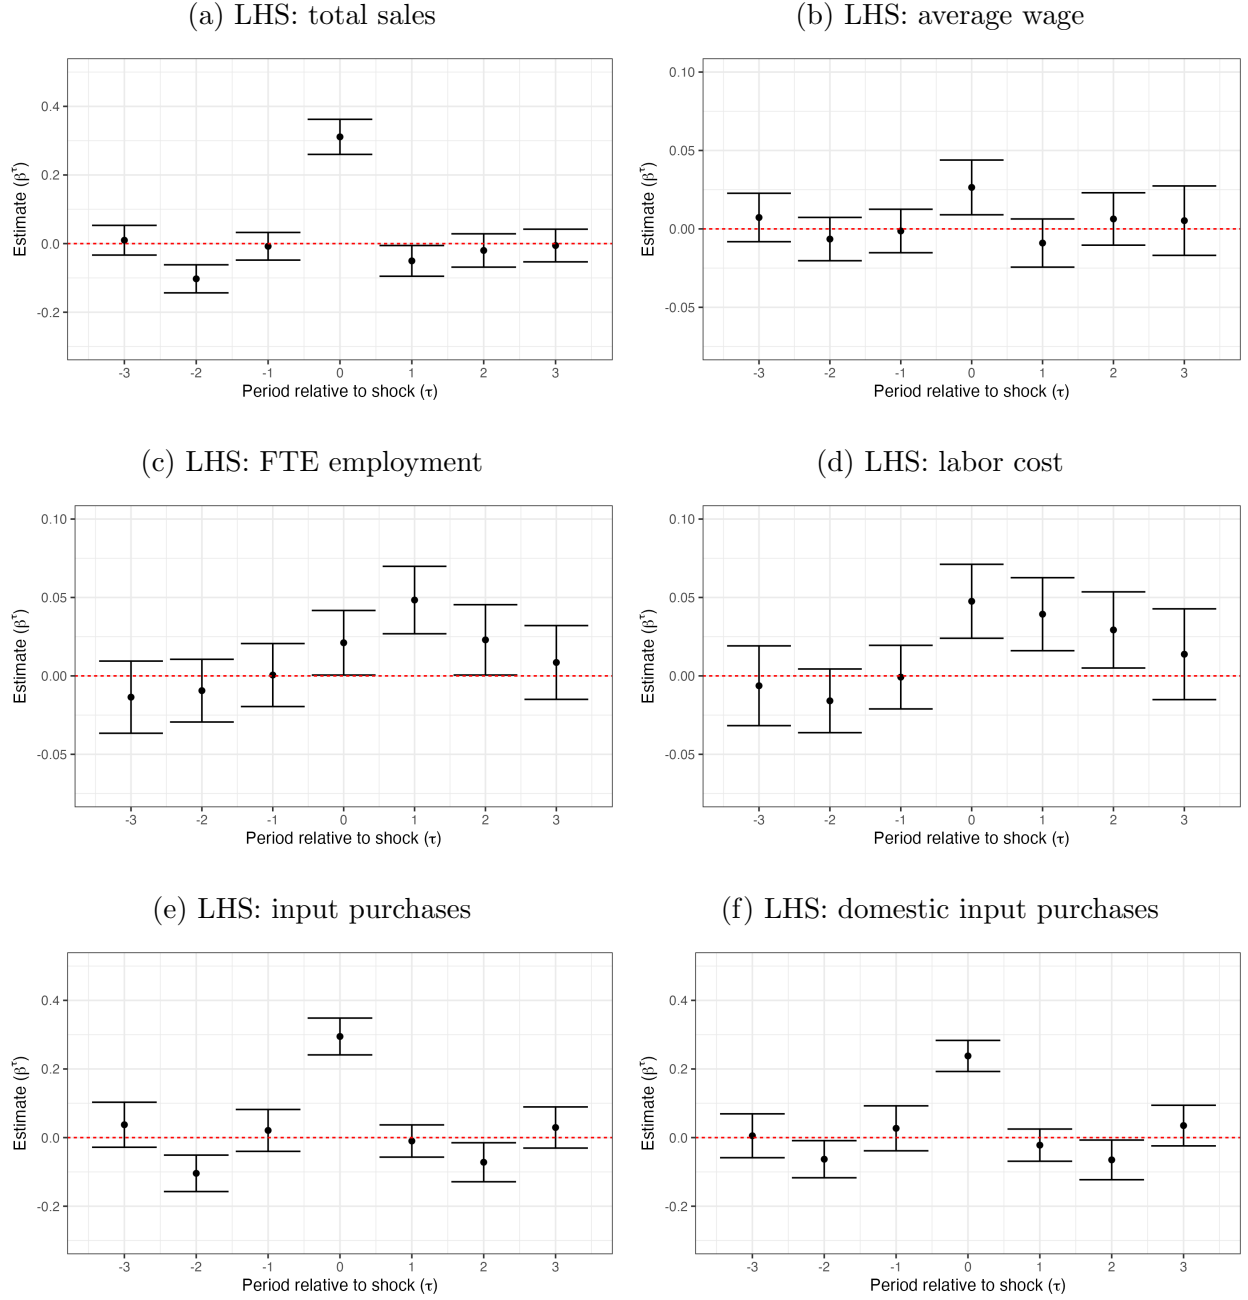 (a) LHS: total sales
Estimate (βᵗ)
0.4
0.2
0.0
-0.2
-3 -2 -1 0 1 2 3
Period relative to shock (τ)
(b) LHS: average wage
Estimate (βᵗ)
0.10
0.05
0.00
-0.05
-3 -2 -1 0 1 2 3
Period relative to shock (τ)
(c) LHS: FTE employment
Estimate (βᵗ)
0.10
0.05
0.00
-0.05
-3 -2 -1 0 1 2 3
Period relative to shock (τ)
(d) LHS: labor cost
Estimate (βᵗ)
0.10
0.05
0.00
-0.05
-3 -2 -1 0 1 2 3
Period relative to shock (τ)
(e) LHS: input purchases
Estimate (βᵗ)
0.4
0.2
0.0
-0.2
-3 -2 -1 0 1 2 3
Period relative to shock (τ)
(f) LHS: domestic input purchases
Estimate (βᵗ)
0.4
0.2
0.0
-0.2
-3 -2 -1 0 1 2 3
Period relative to shock (τ)